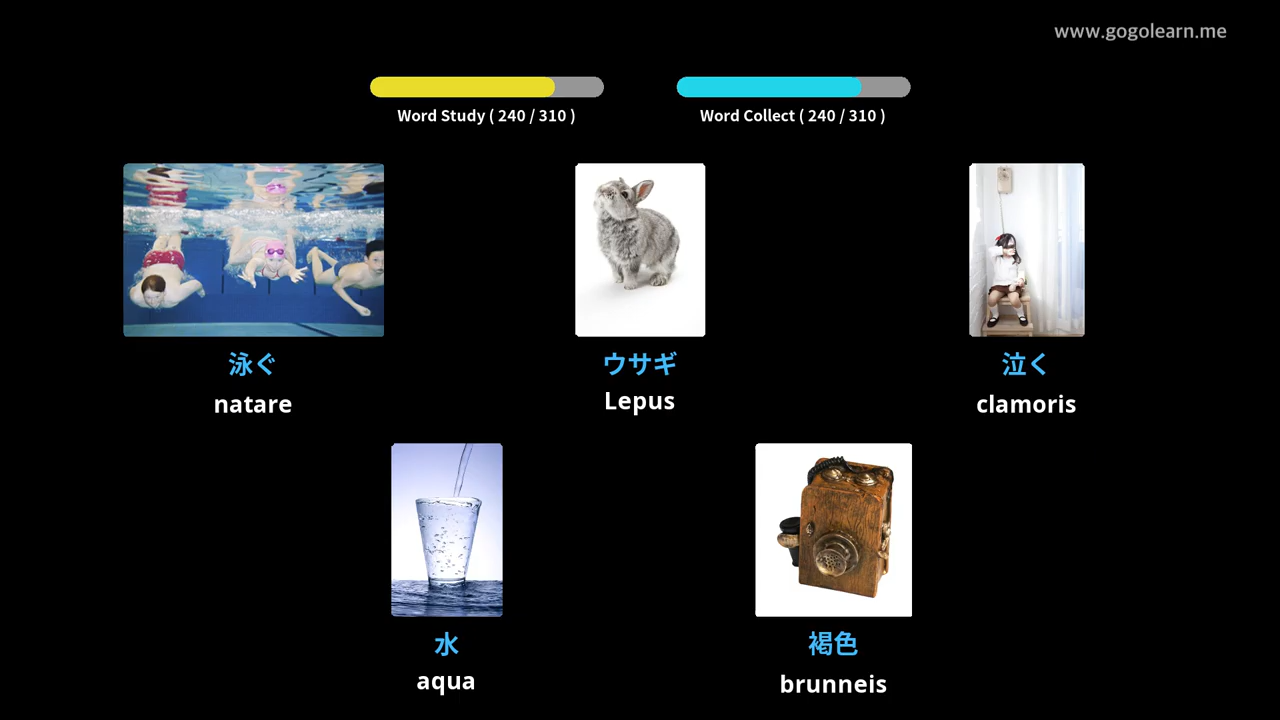 www.gogolearn.me
Word Study ( 240 / 310 )
Word Collect ( 240 / 310 )
泳ぐ
natare
ウサギ
Lepus
泣く
clamoris
水
aqua
褐色
brunneis